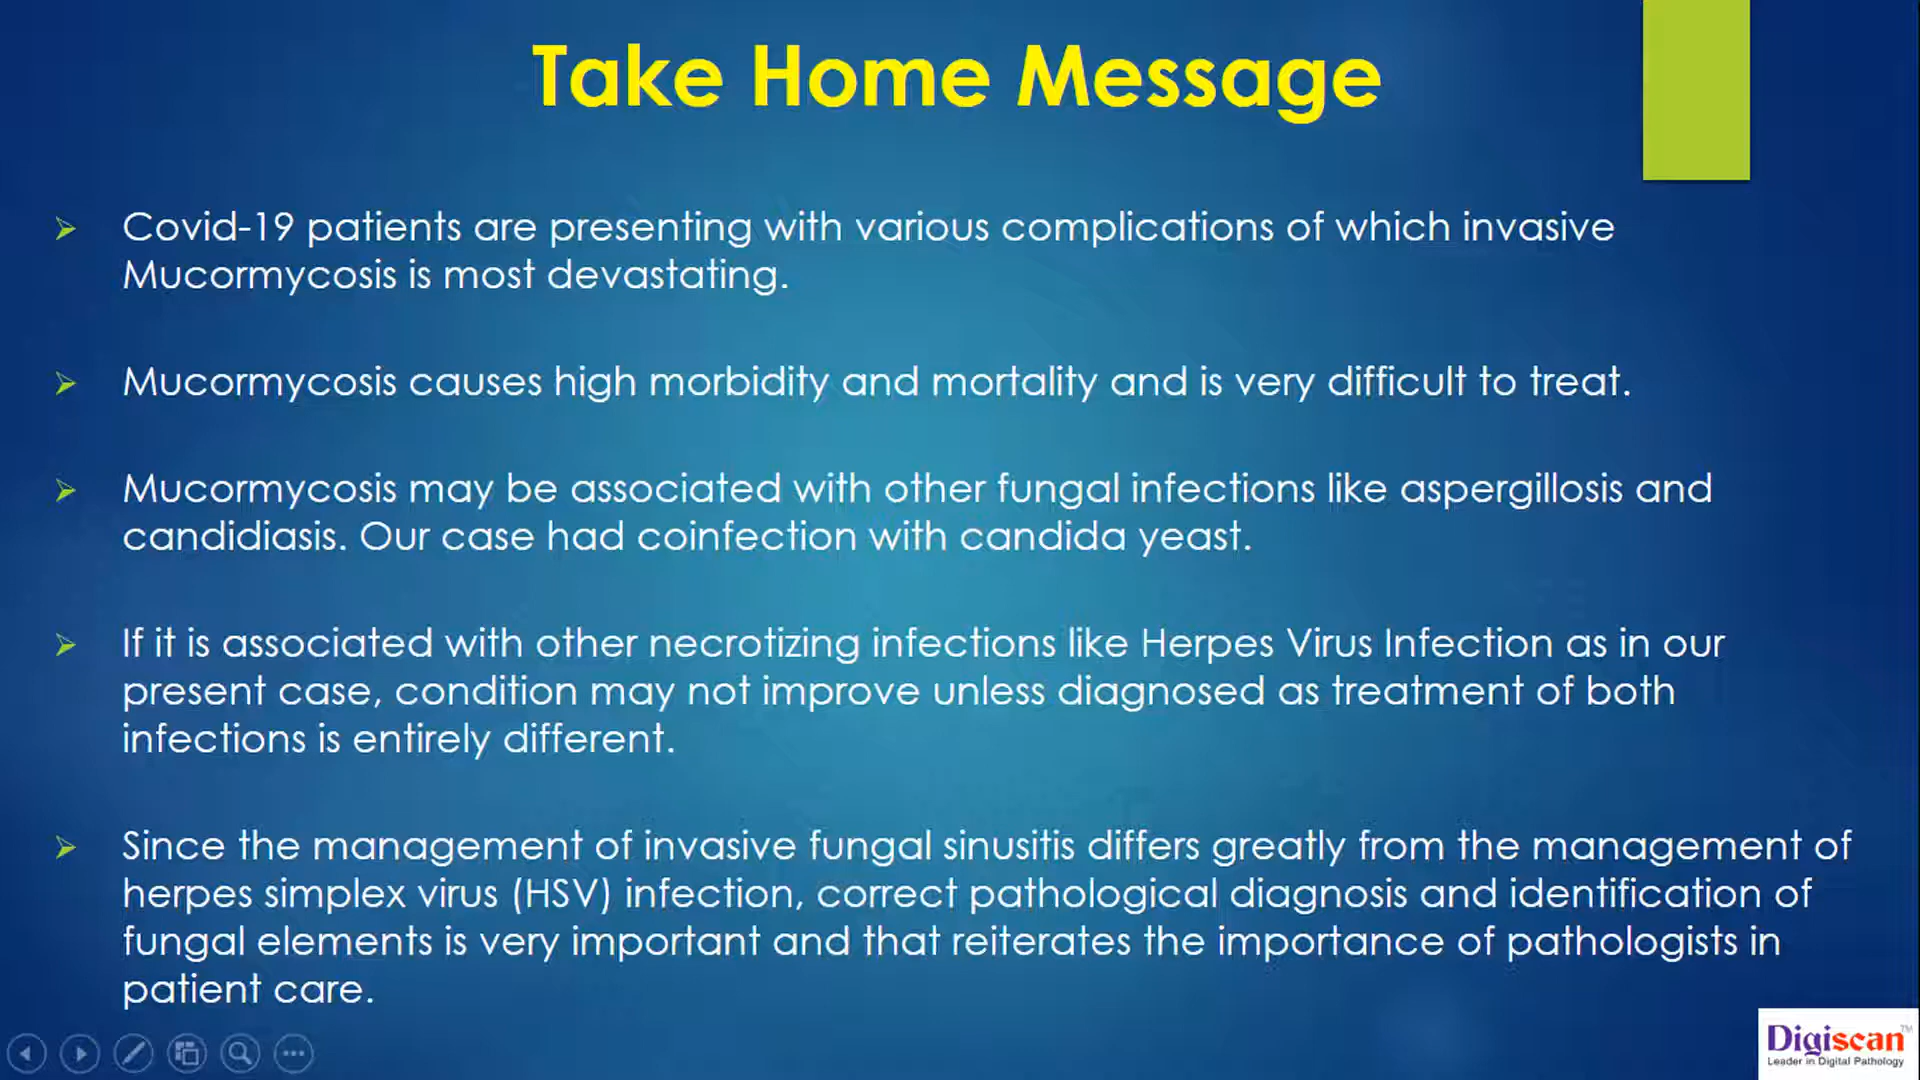 Take Home Message
Covid-19 patients are presenting with various complications of which invasive
Mucormycosis is most devastating.
Mucormycosis causes high morbidity and mortality and is very difficult to treat.
Mucormycosis may be associated with other fungal infections like aspergillosis and
candidiasis. Our case had coinfection with candida yeast.
If it is associated with other necrotizing infections like Herpes Virus Infection as in our
present case, condition may not improve unless diagnosed as treatment of both
infections is entirely different.
Since the management of invasive fungal sinusitis differs greatly from the management of
herpes simplex virus (HSV) infection, correct pathological diagnosis and identification of
fungal elements is very important and that reiterates the importance of pathologists in
patient care.
Digiscan™
Leader in Digital Pathology